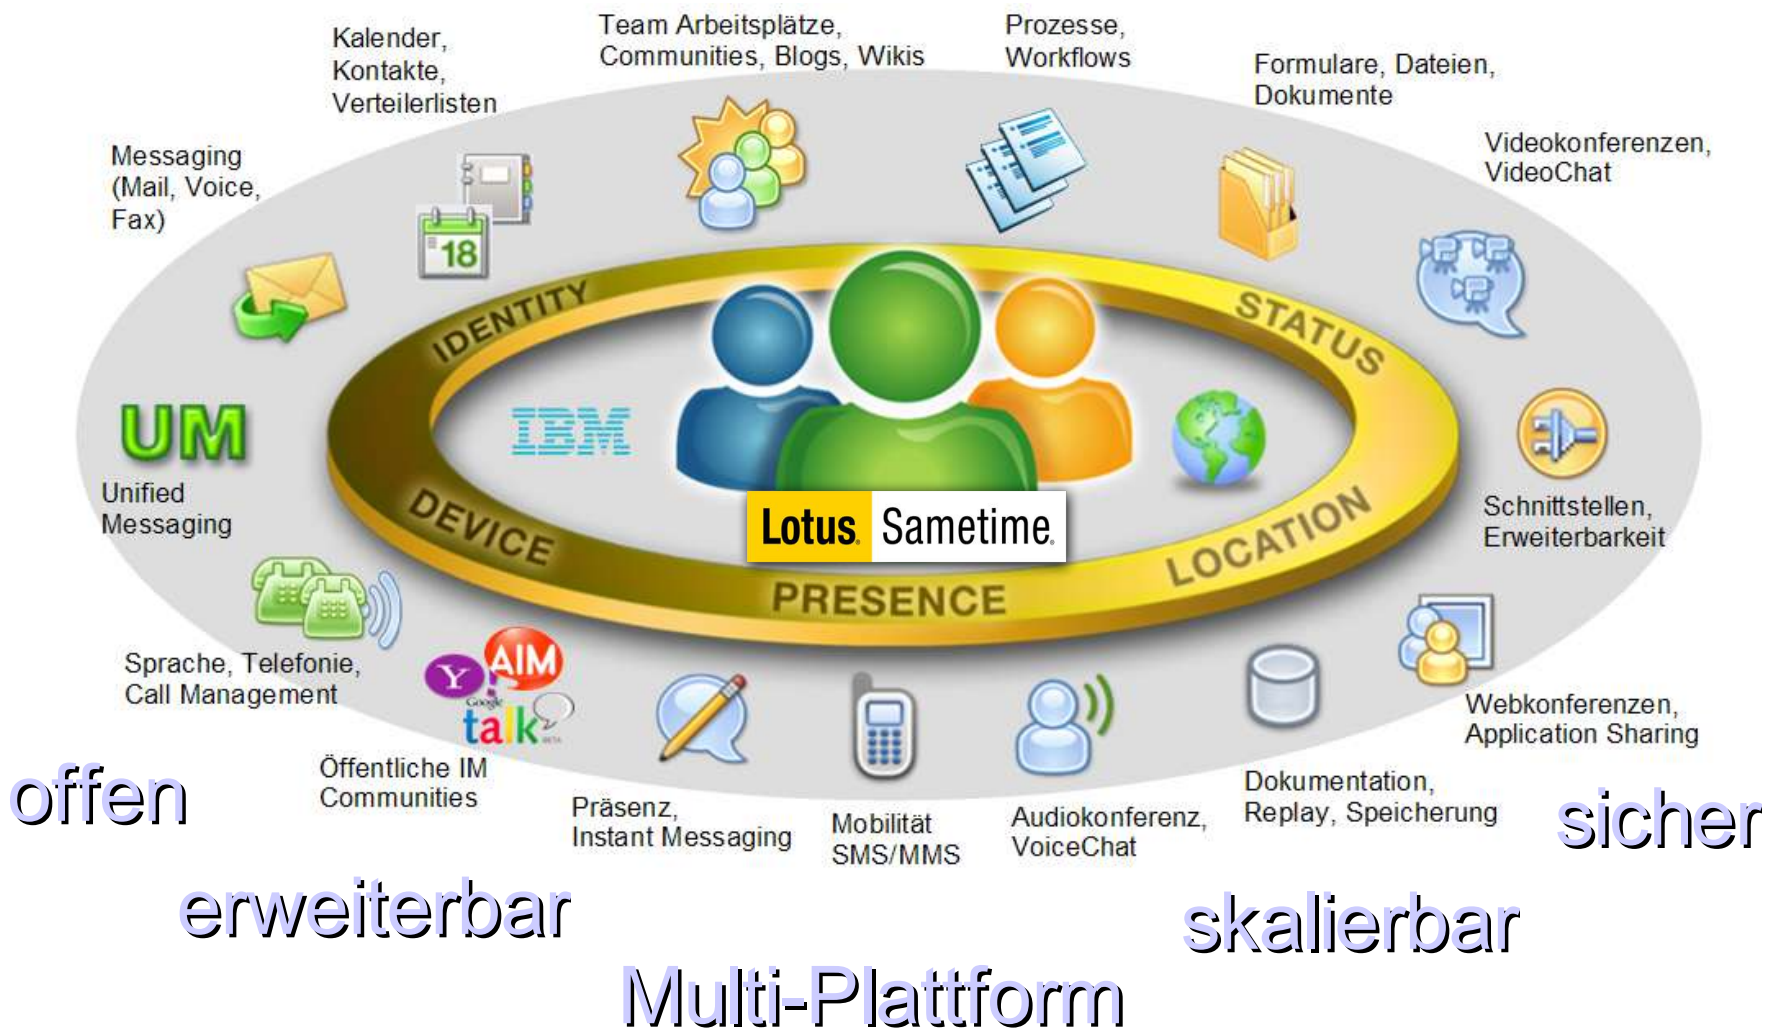 Team Arbeitsplätze,
Communities, Blogs, Wikis
Prozesse,
Workflows
Kalender,
Kontakte,
Verteilerlisten
Formulare, Dateien,
Dokumente
Messaging
(Mail, Voice,
Fax)
Videokonferenzen,
VideoChat
18
IDENTITY
STATUS
UM
Unified
Messaging
IBM
Lotus Sametime
DEVICE
PRESENCE
LOCATION
Schnittstellen,
Erweiterbarkeit
Sprache, Telefonie,
Call Management
Y!
AIM
Google
talk
BETA
Öffentliche IM
Communities
Präsenz,
Instant Messaging
Mobilität
SMS/MMS
Audiokonferenz,
VoiceChat
Dokumentation,
Replay, Speicherung
Webkonferenzen,
Application Sharing
offen
sicher
erweiterbar
skalierbar
Multi-Plattform